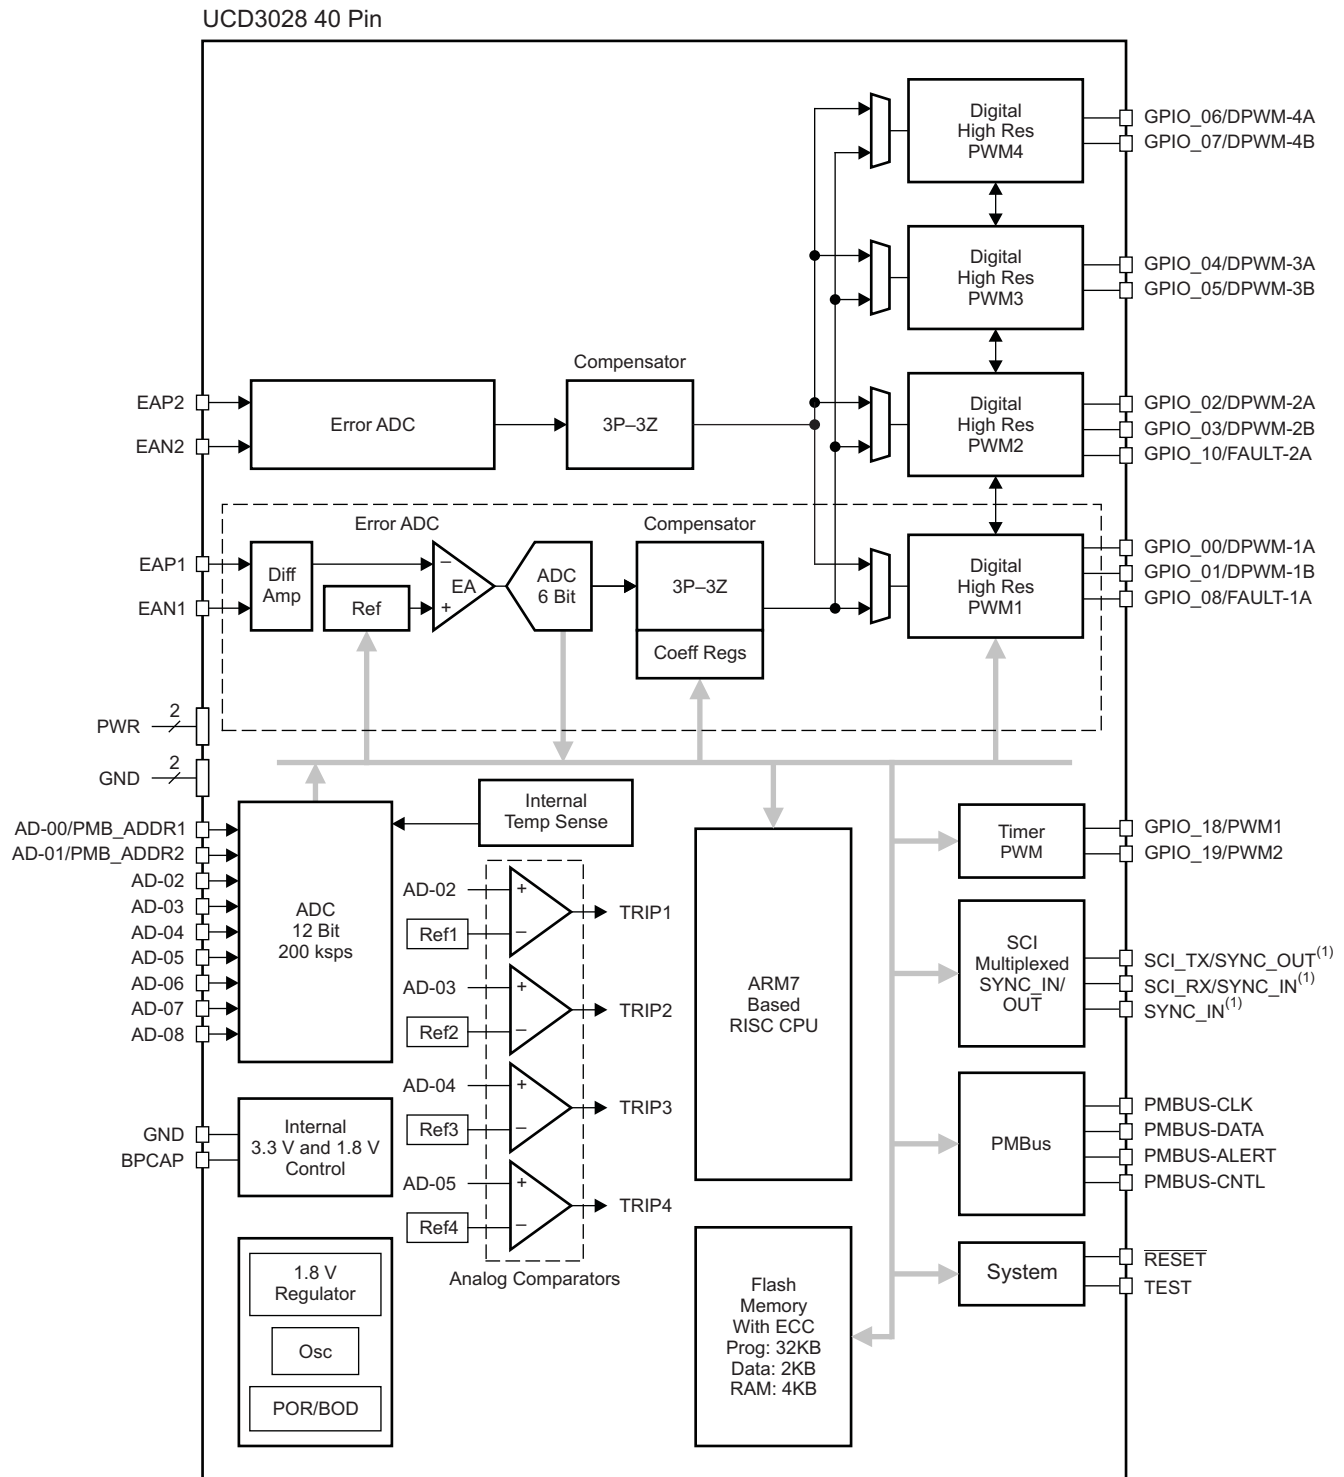 UCD3028 40 Pin
Digital
High Res
PWM4
GPIO_06/DPWM-4A
GPIO_07/DPWM-4B
Digital
High Res
PWM3
GPIO_04/DPWM-3A
GPIO_05/DPWM-3B
Compensator
EAP2
EAN2
Error ADC
3P–3Z
Digital
High Res
PWM2
GPIO_02/DPWM-2A
GPIO_03/DPWM-2B
GPIO_10/FAULT-2A
Error ADC
Compensator
EAP1
EAN1
Diff
Amp
Ref
–
EA
+
ADC
6 Bit
3P–3Z
Coeff Regs
Digital
High Res
PWM1
GPIO_00/DPWM-1A
GPIO_01/DPWM-1B
GPIO_08/FAULT-1A
PWR
2
GND
2
AD-00/PMB_ADDR1
AD-01/PMB_ADDR2
AD-02
AD-03
AD-04
AD-05
AD-06
AD-07
AD-08
ADC
12 Bit
200 ksps
Internal
Temp Sense
AD-02
+
Ref1
–
TRIP1
AD-03
+
Ref2
–
TRIP2
AD-04
+
Ref3
–
TRIP3
AD-05
+
Ref4
–
TRIP4
Analog Comparators
ARM7
Based
RISC CPU
Timer
PWM
GPIO_18/PWM1
GPIO_19/PWM2
SCI
Multiplexed
SYNC_IN/
OUT
SCI_TX/SYNC_OUT(1)
SCI_RX/SYNC_IN(1)
SYNC_IN(1)
PMBus
PMBUS-CLK
PMBUS-DATA
PMBUS-ALERT
PMBUS-CNTL
GND
BPCAP
Internal
3.3 V and 1.8 V
Control
1.8 V
Regulator
Osc
POR/BOD
Flash
Memory
With ECC
Prog: 32KB
Data: 2KB
RAM: 4KB
System
RESET
TEST